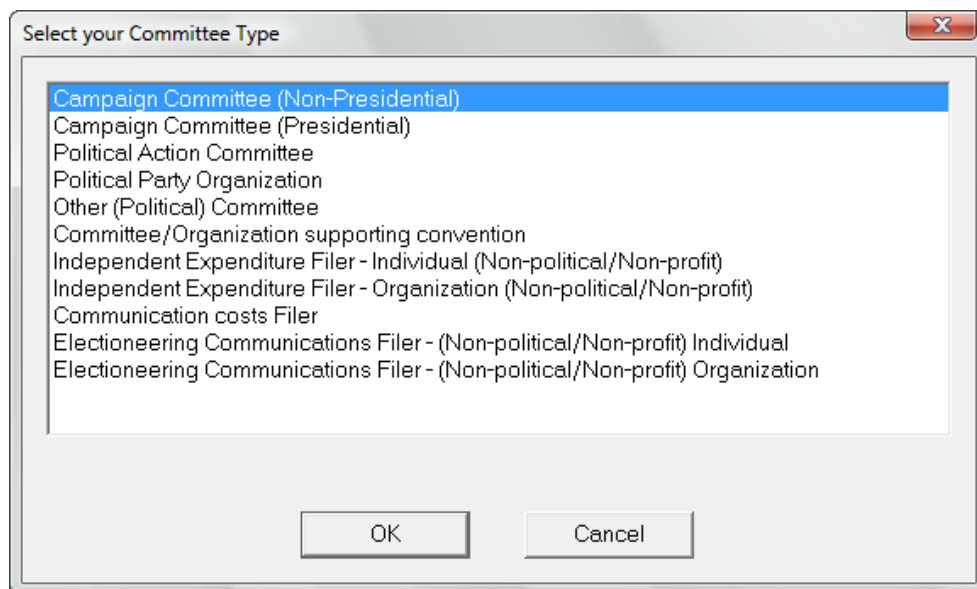 Select your Committee Type
Campaign Committee (Non-Presidential)
Campaign Committee (Presidential)
Political Action Committee
Political Party Organization
Other (Political) Committee
Committee/Organization supporting convention
Independent Expenditure Filer - Individual (Non-political/Non-profit)
Independent Expenditure Filer - Organization (Non-political/Non-profit)
Communication costs Filer
Electioneering Communications Filer - (Non-political/Non-profit) Individual
Electioneering Communications Filer - (Non-political/Non-profit) Organization
OK Cancel